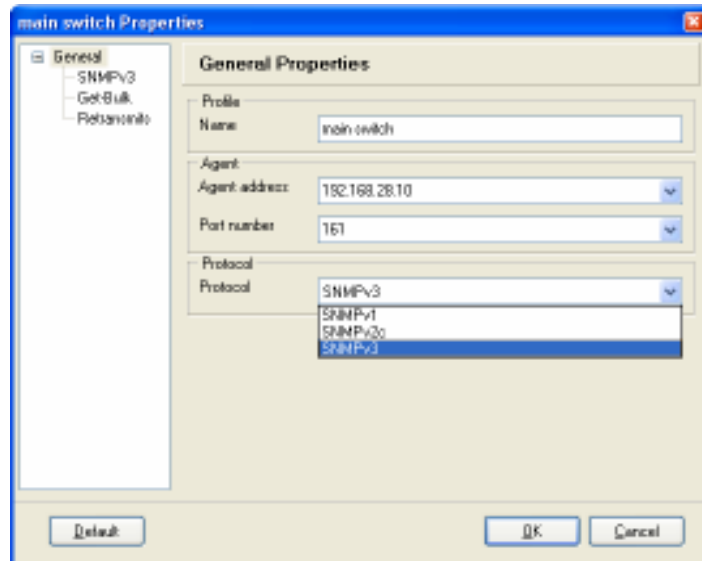 main switch Properties
General
SNMPv3
Get-Bulk
Retransmits
General Properties
Profile
Name
main switch
Agent
Agent address
192.168.28.10
Port number
161
Protocol
Protocol
SNMPv3
SNMPv1
SNMPv2c
SNMPv3
Default
OK
Cancel